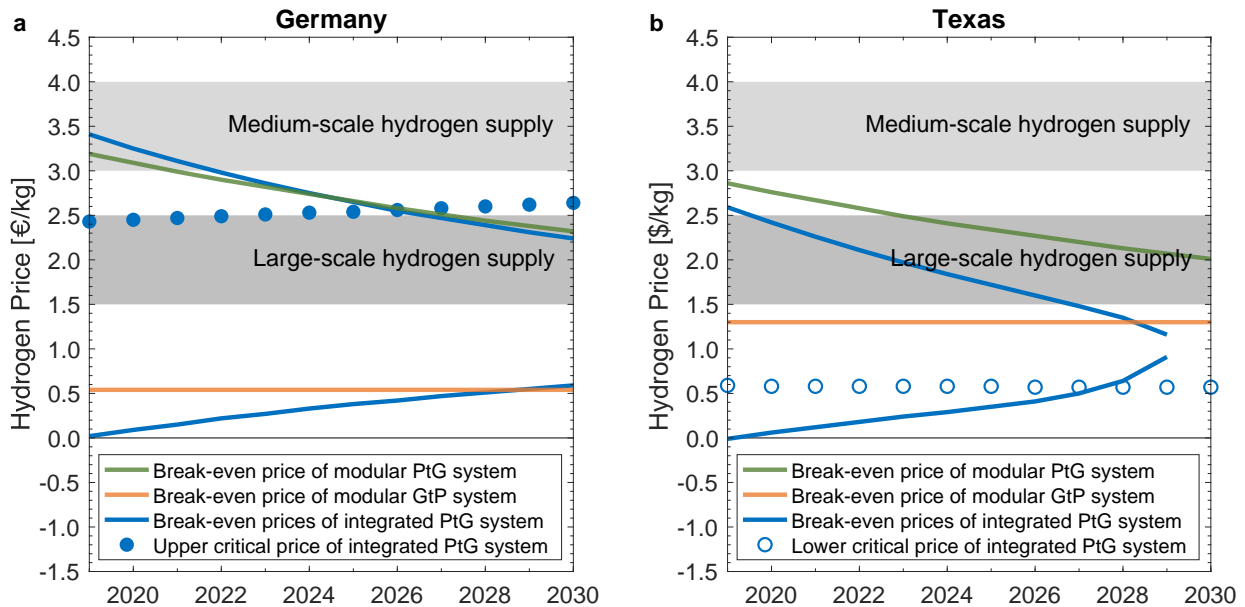 a
Germany
Hydrogen Price [€/kg]
4.5
4.0
3.5
3.0
2.5
2.0
1.5
1.0
0.5
0.0
-0.5
-1.0
-1.5
Medium-scale hydrogen supply
Large-scale hydrogen supply
Break-even price of modular PtG system
Break-even price of modular GtP system
Break-even prices of integrated PtG system
Upper critical price of integrated PtG system
2020 2022 2024 2026 2028 2030
b
Texas
Hydrogen Price [$/kg]
4.5
4.0
3.5
3.0
2.5
2.0
1.5
1.0
0.5
0.0
-0.5
-1.0
-1.5
Medium-scale hydrogen supply
Large-scale hydrogen supply
Break-even price of modular PtG system
Break-even price of modular GtP system
Break-even prices of integrated PtG system
Lower critical price of integrated PtG system
2020 2022 2024 2026 2028 2030